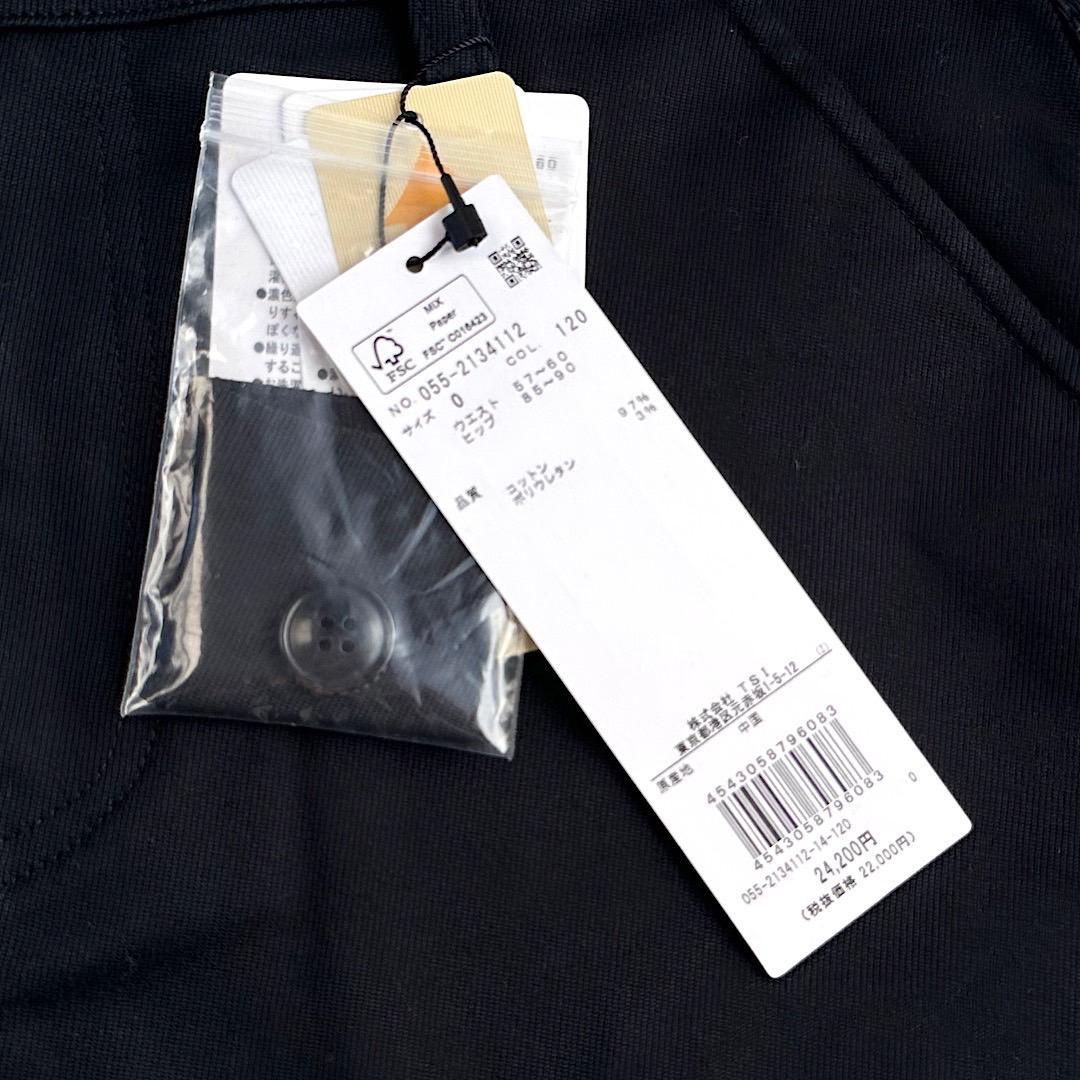 MIX
Paper
FSC™ C016423
FSC
NO. 055-2134112
COL. 120
サイズ 0
ウエスト 57~60
ヒップ 85~90
品質
コットン 97%
ポリウレタン 3%
株式会社 TSI
東京都港区元赤坂1-5-12
原産地 中国
4543058796083
4543058796083
0
055-2134112-14-120
24,200円
(税抜価格 22,000円)
●濃色
りす
ぼく
●繰り返
するこ